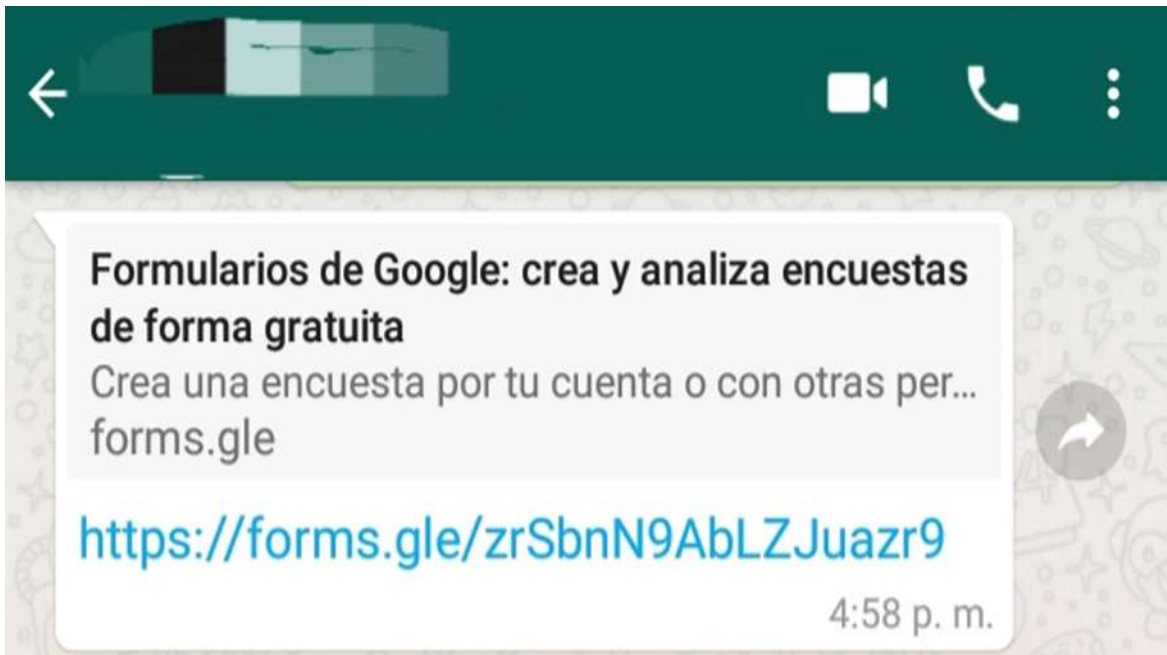 Formularios de Google: crea y analiza encuestas
de forma gratuita
Crea una encuesta por tu cuenta o con otras per...
forms.gle
https://forms.gle/zrSbnN9AbLZJuazr9
4:58 p. m.